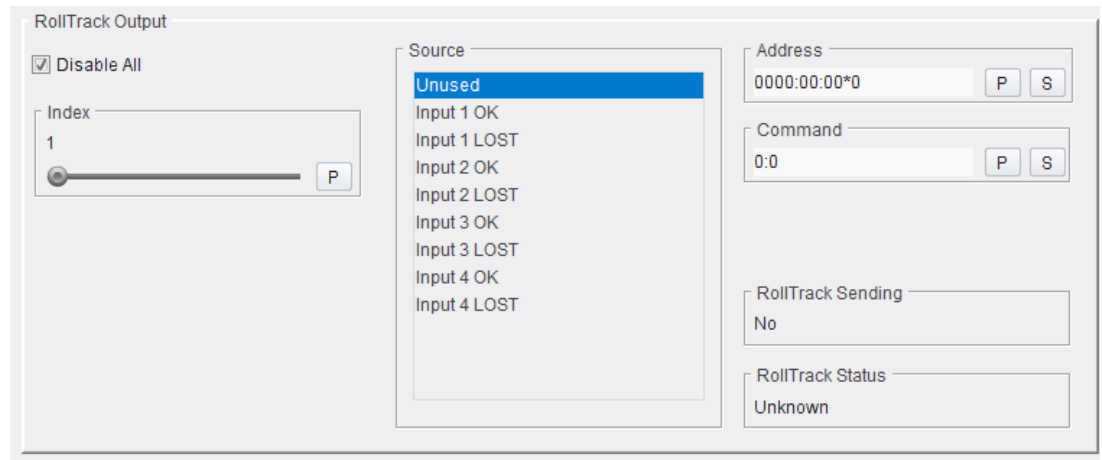 RollTrack Output
Disable All
Index
1
P
Source
Unused
Input 1 OK
Input 1 LOST
Input 2 OK
Input 2 LOST
Input 3 OK
Input 3 LOST
Input 4 OK
Input 4 LOST
Address
0000:00:00*0 P S
Command
0:0 P S
RollTrack Sending
No
RollTrack Status
Unknown